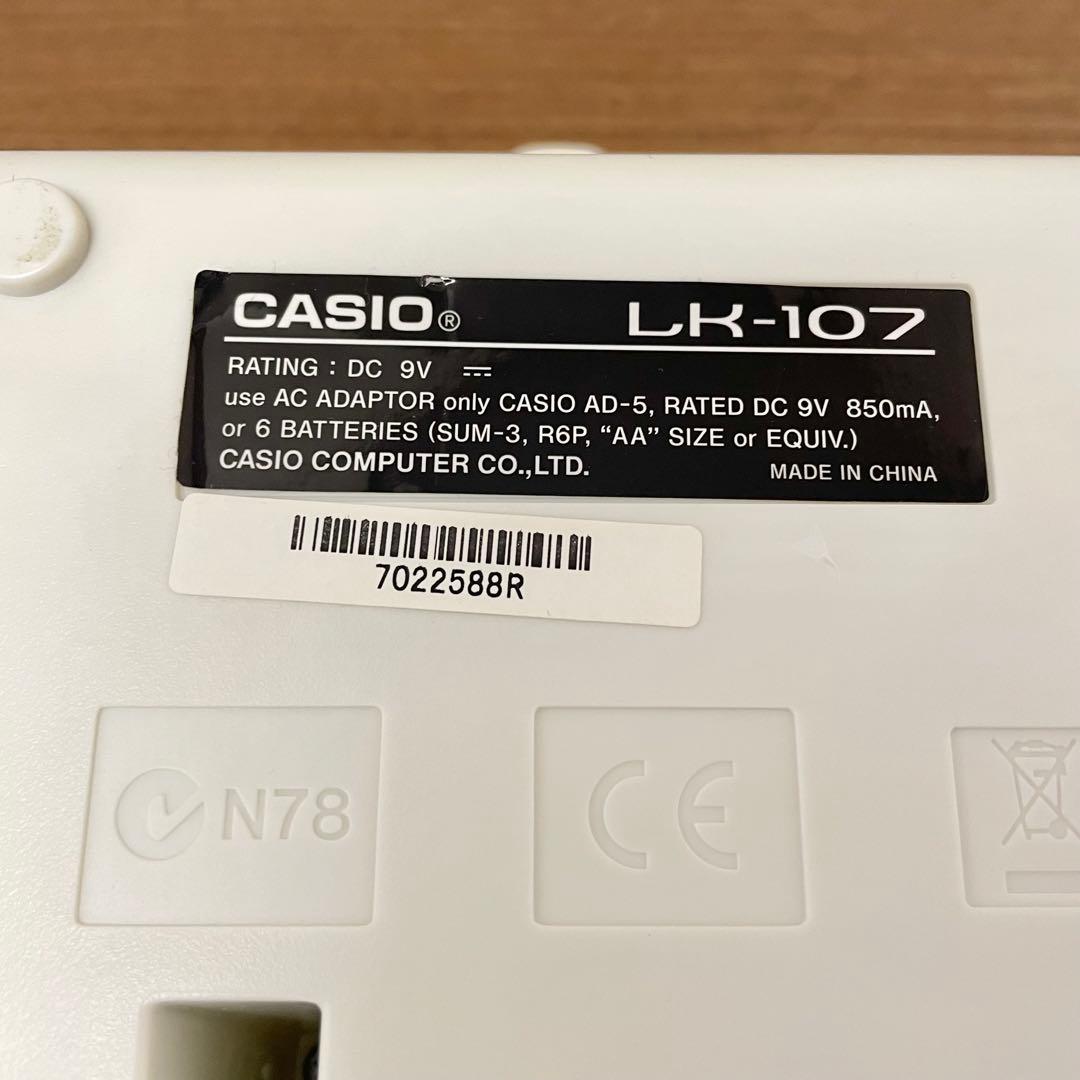 CASIO® LK-107
RATING : DC 9V ⎓
use AC ADAPTOR only CASIO AD-5, RATED DC 9V 850mA,
or 6 BATTERIES (SUM-3, R6P, “AA” SIZE or EQUIV.)
CASIO COMPUTER CO.,LTD. MADE IN CHINA
7022588R
N78 CE